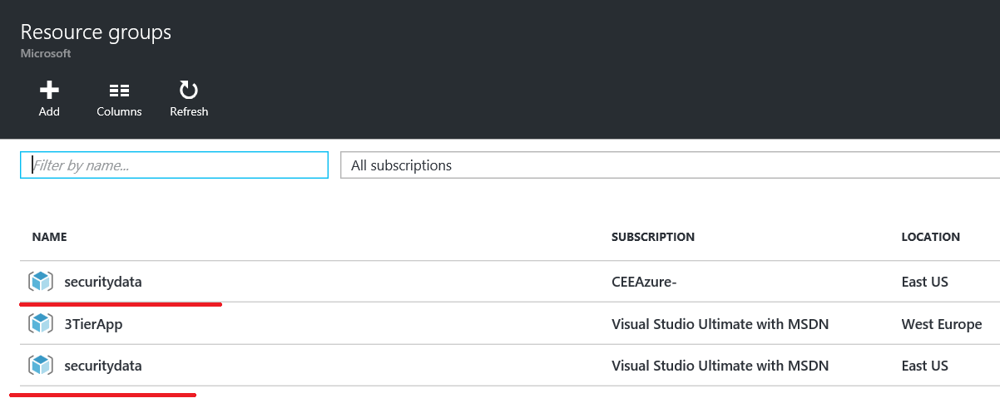 Resource groups
Microsoft
Add Columns Refresh
Filter by name... All subscriptions
NAME SUBSCRIPTION LOCATION
securitydata CEEAzure- East US
3TierApp Visual Studio Ultimate with MSDN West Europe
securitydata Visual Studio Ultimate with MSDN East US